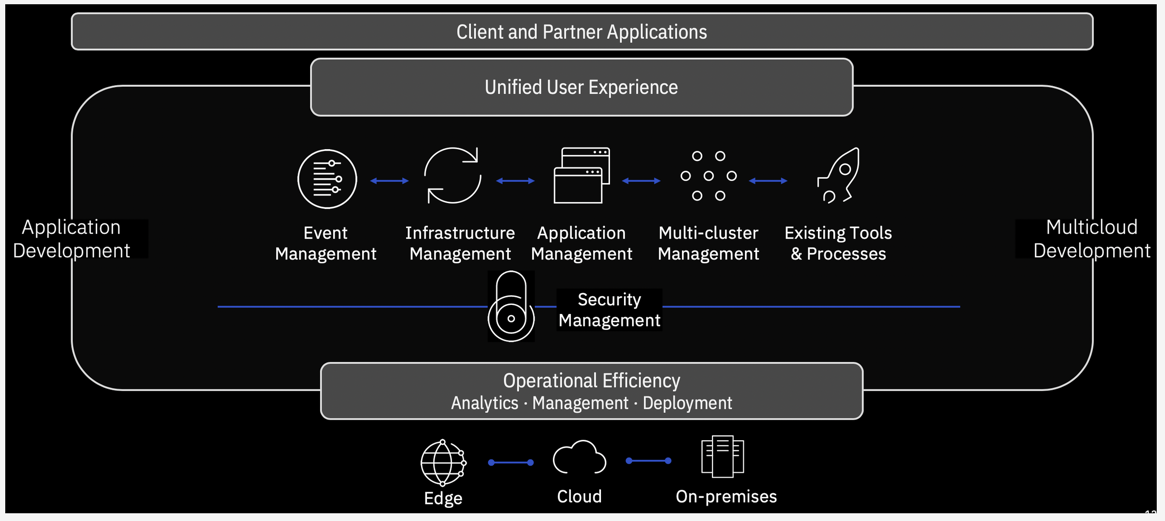 Client and Partner Applications
Unified User Experience
Application
Development
Event
Management
Infrastructure
Management
Application
Management
Multi-cluster
Management
Existing Tools
& Processes
Multicloud
Development
Security
Management
Operational Efficiency
Analytics · Management · Deployment
Edge
Cloud
On-premises